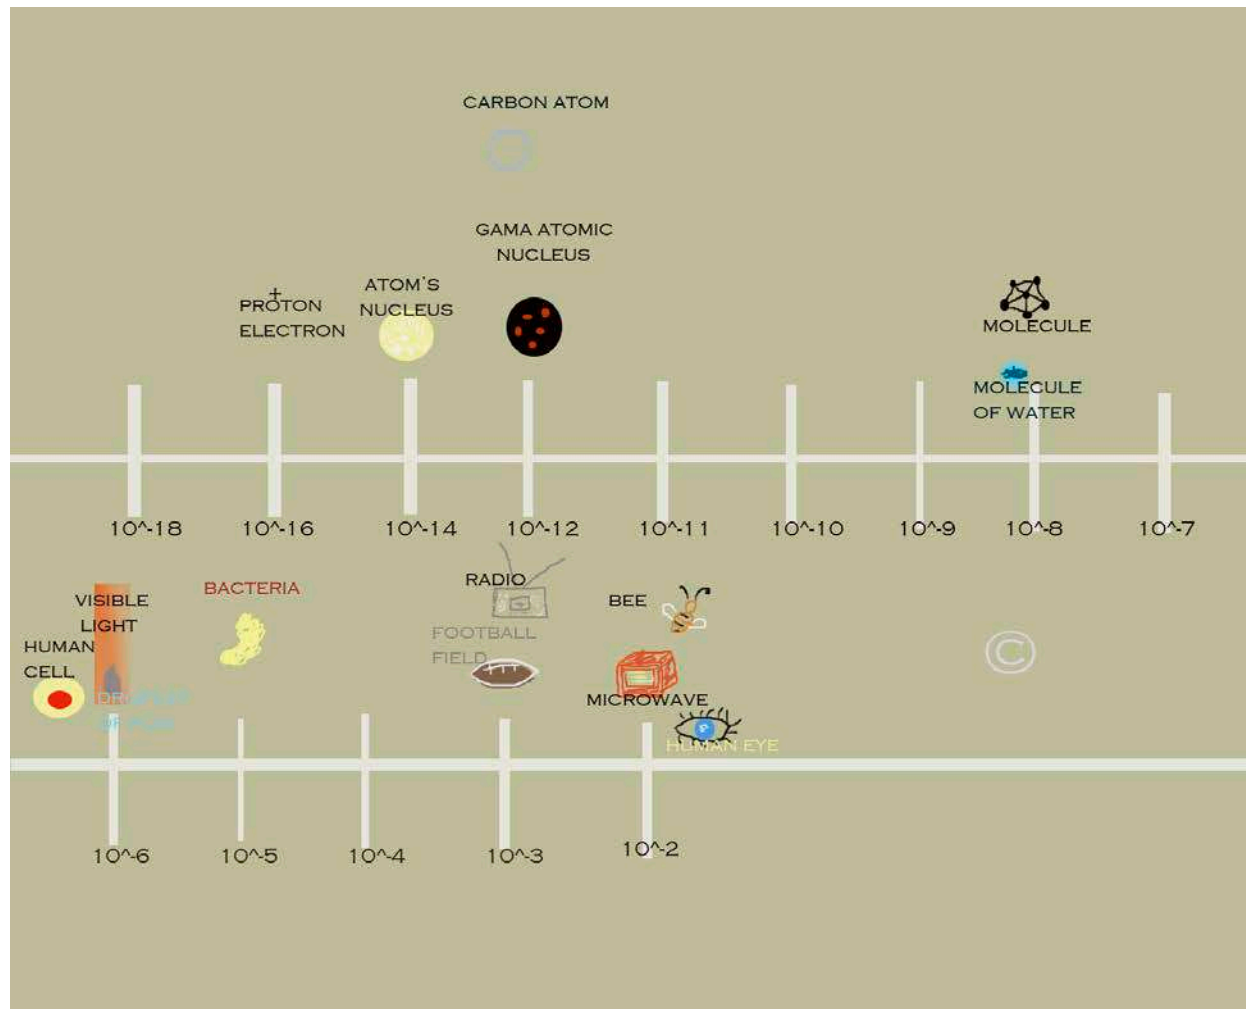 CARBON ATOM
GAMA ATOMIC
NUCLEUS
ATOM'S
NUCLEUS
+
PROTON
ELECTRON
MOLECULE
MOLECULE
OF WATER
10^-18 10^-16 10^-14 10^-12 10^-11 10^-10 10^-9 10^-8 10^-7
RADIO
BACTERIA
VISIBLE
LIGHT
BEE
FOOTBALL
FIELD
HUMAN
CELL
©
MICROWAVE
P
HUMAN EYE
10^-6 10^-5 10^-4 10^-3 10^-2